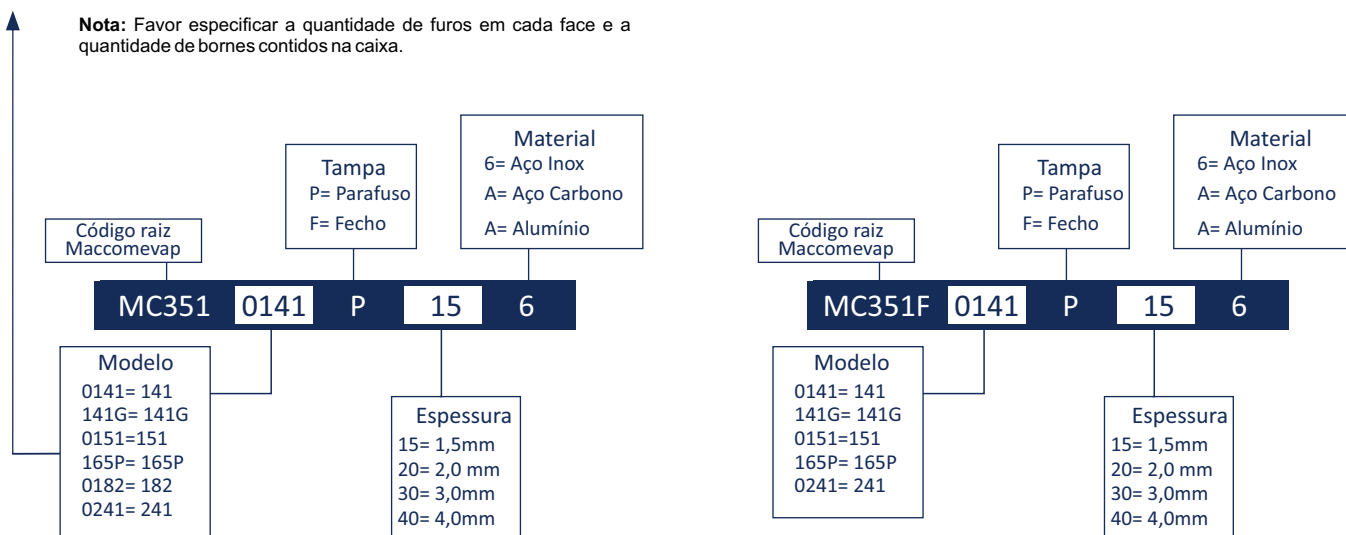 Nota: Favor especificar a quantidade de furos em cada face e a
quantidade de bornes contidos na caixa.
Código raiz
Maccomevap
Tampa
P= Parafuso
F= Fecho
Material
6= Aço Inox
A= Aço Carbono
A= Alumínio
MC351 0141 P 15 6
Modelo
0141= 141
141G= 141G
0151=151
165P= 165P
0182= 182
0241= 241
Espessura
15= 1,5mm
20= 2,0 mm
30= 3,0mm
40= 4,0mm
Código raiz
Maccomevap
Tampa
P= Parafuso
F= Fecho
Material
6= Aço Inox
A= Aço Carbono
A= Alumínio
MC351F 0141 P 15 6
Modelo
0141= 141
141G= 141G
0151=151
165P= 165P
0241= 241
Espessura
15= 1,5mm
20= 2,0 mm
30= 3,0mm
40= 4,0mm